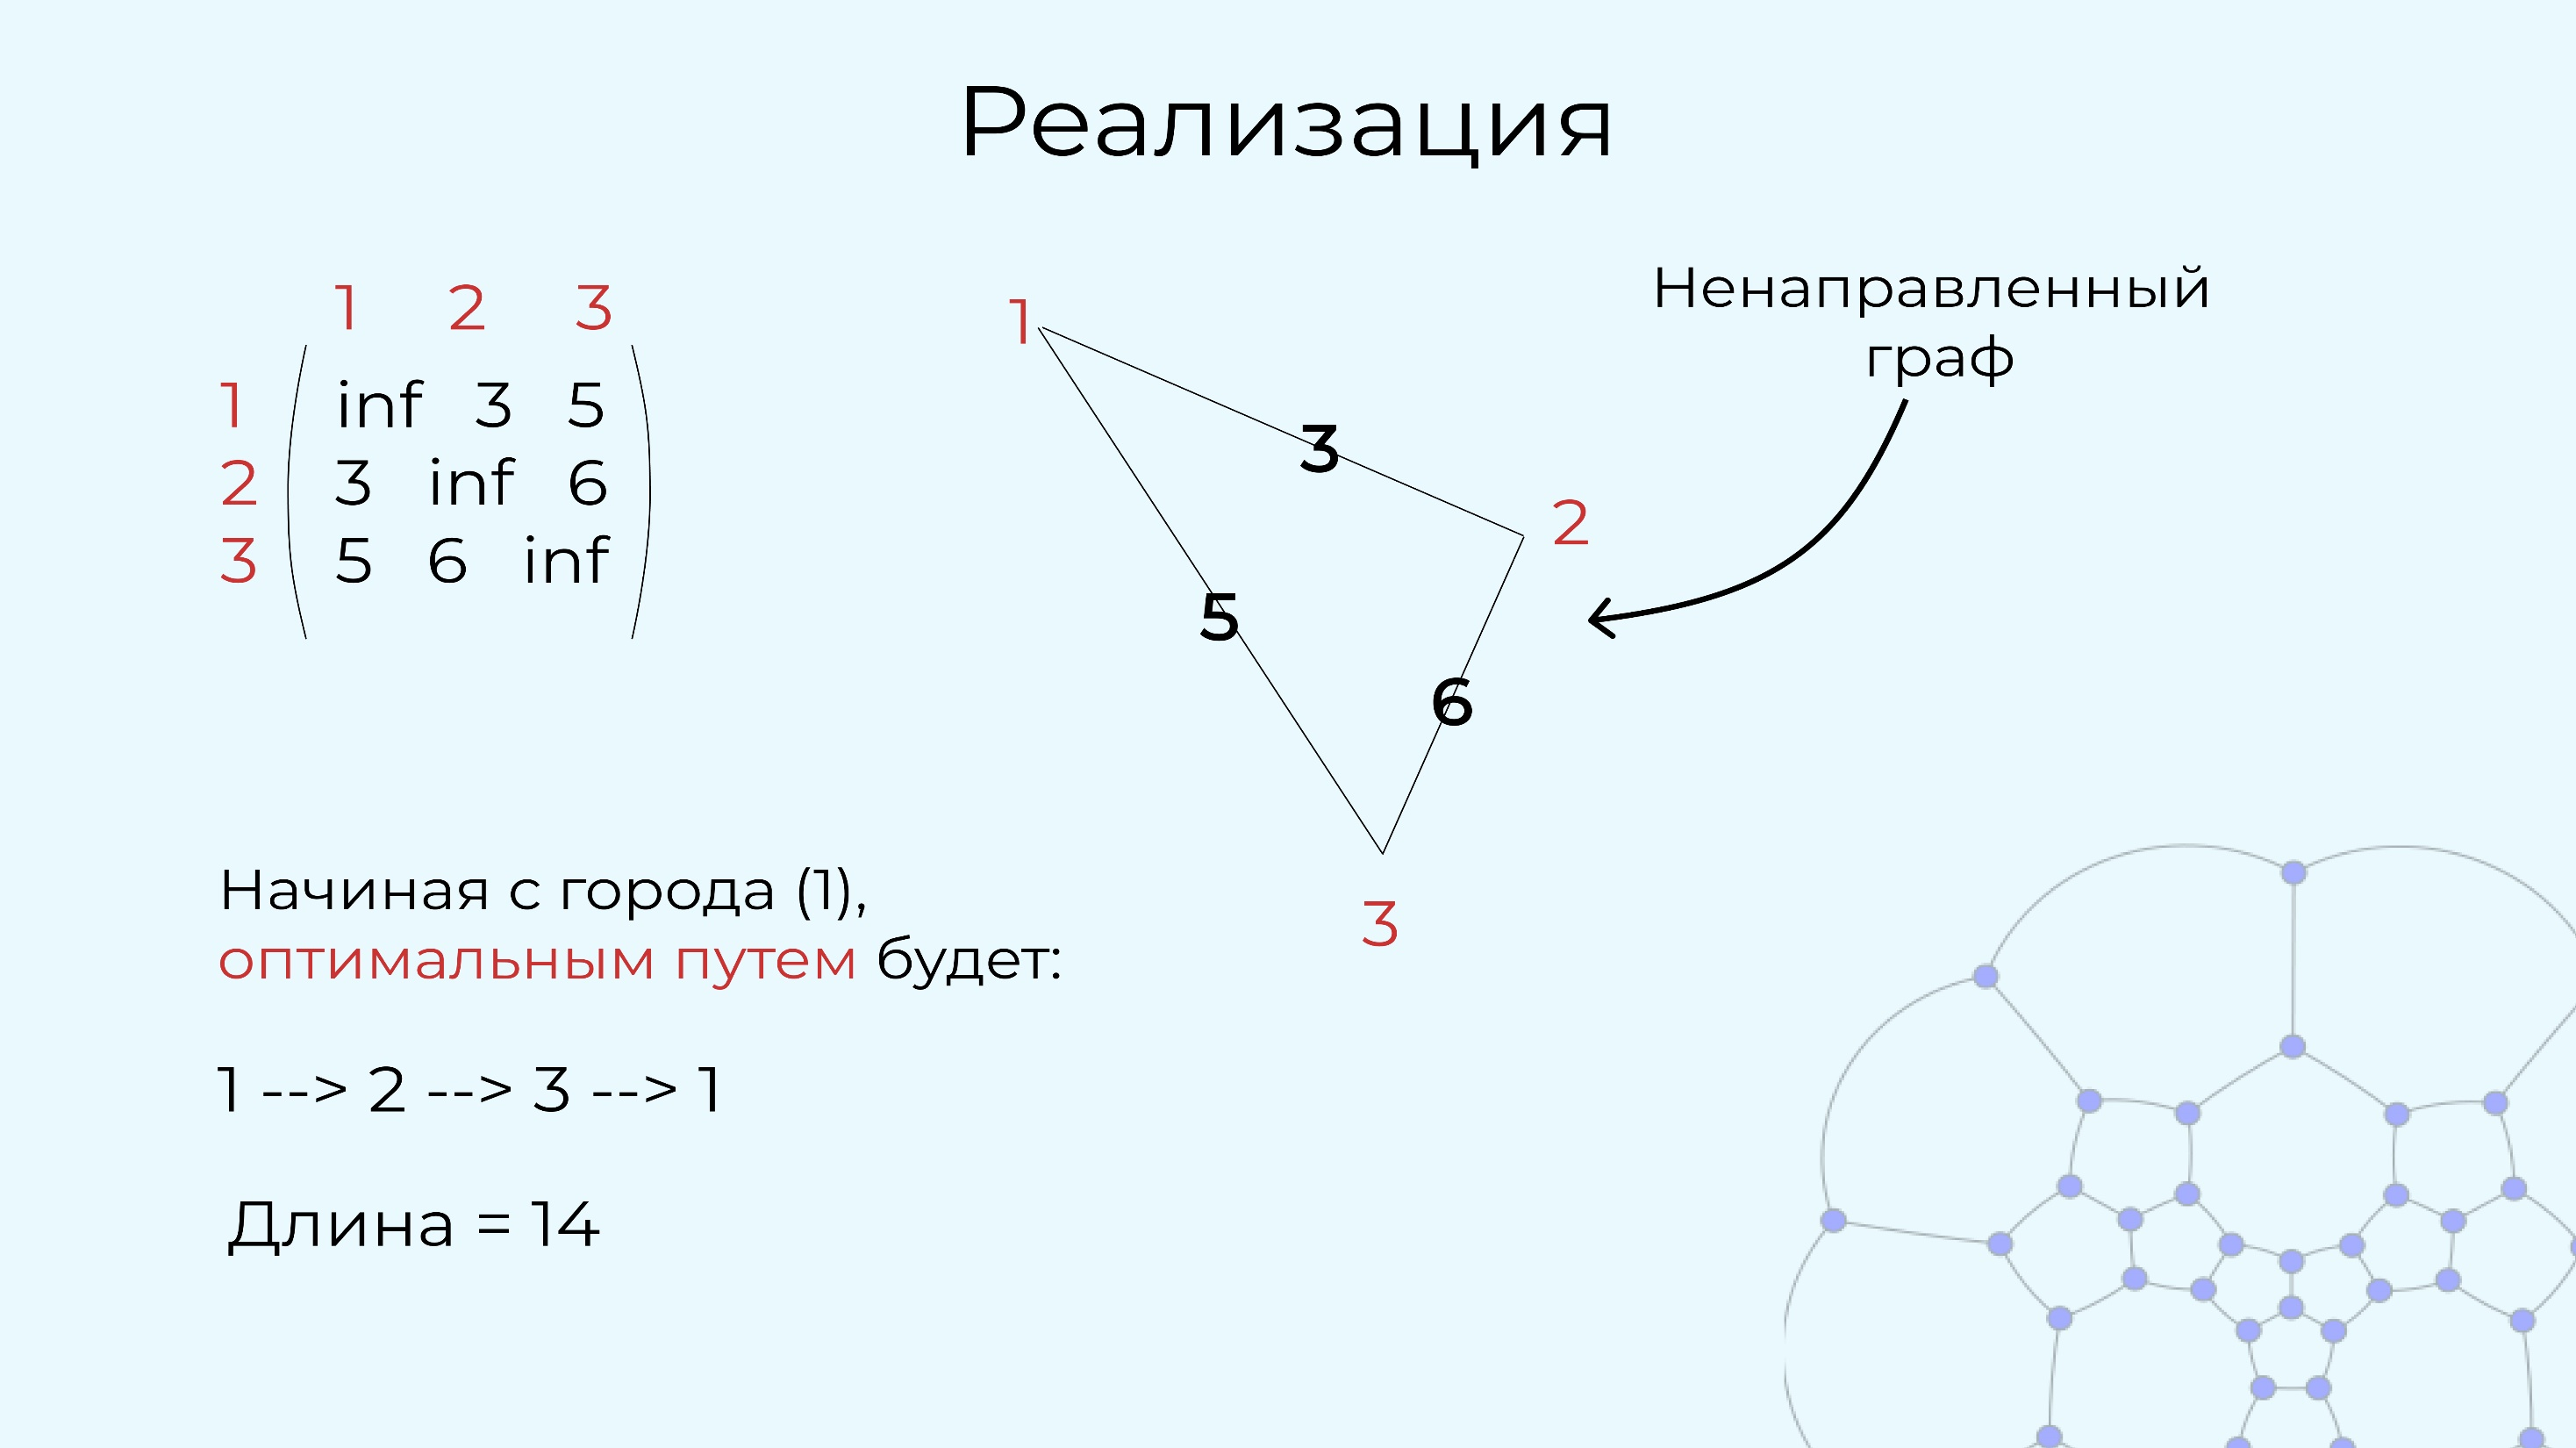 Реализация
1 2 3
1 inf 3 5
2 3 inf 6
3 5 6 inf
1
3
2
5
6
3
Ненаправленный
граф
Начиная с города (1),
оптимальным путем будет:
1 --> 2 --> 3 --> 1
Длина = 14